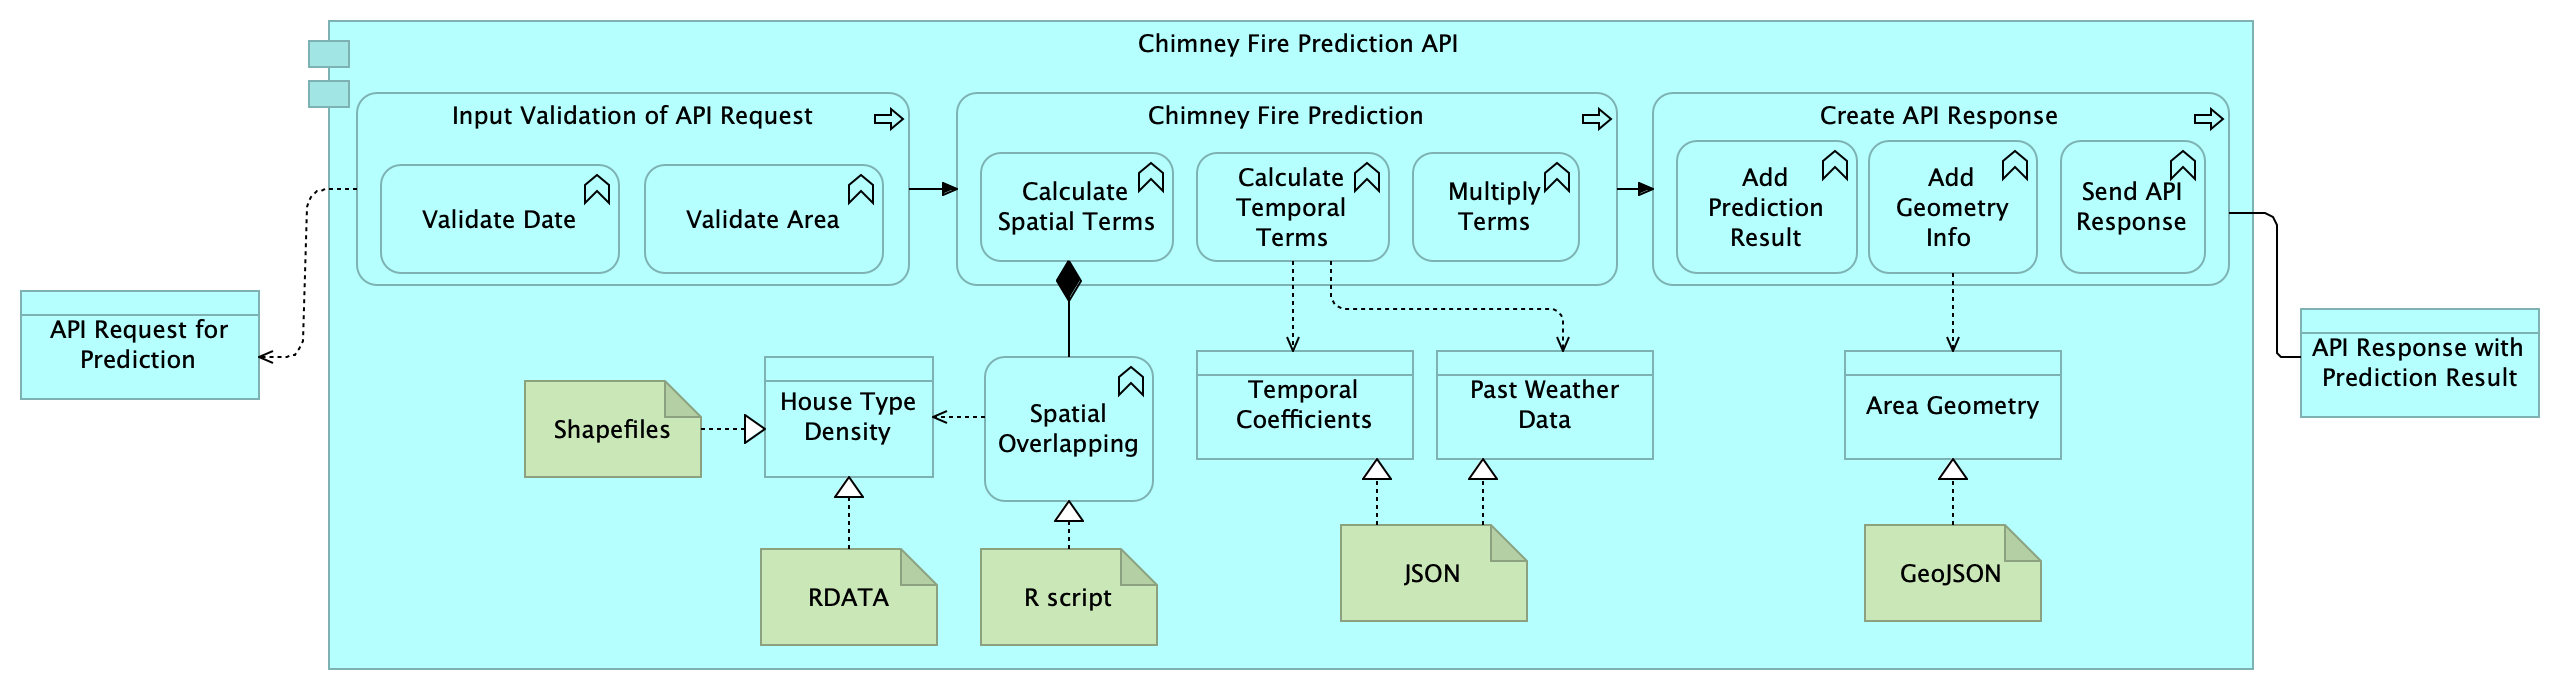 Chimney Fire Prediction API
Input Validation of API Request
Validate Date
Validate Area
Chimney Fire Prediction
Calculate
Spatial Terms
Calculate
Temporal
Terms
Multiply
Terms
Create API Response
Add
Prediction
Result
Add
Geometry
Info
Send API
Response
API Request for
Prediction
Shapefiles
House Type
Density
Spatial
Overlapping
Temporal
Coefficients
Past Weather
Data
Area Geometry
API Response with
Prediction Result
RDATA
R script
JSON
GeoJSON